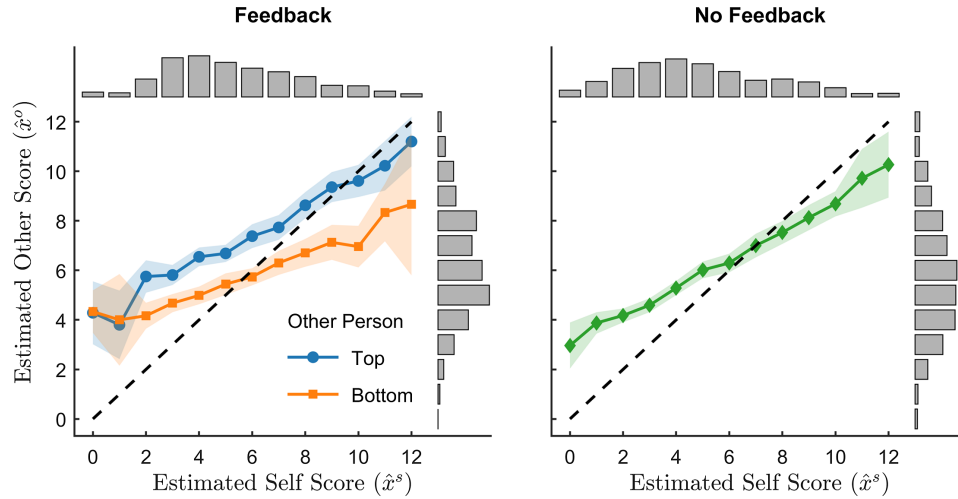 Feedback
No Feedback
Estimated Other Score (x̂ᵒ)
12
10
8
6
4
2
0
Other Person
Top
Bottom
0 2 4 6 8 10 12
0 2 4 6 8 10 12
Estimated Self Score (x̂ˢ)
Estimated Self Score (x̂ˢ)